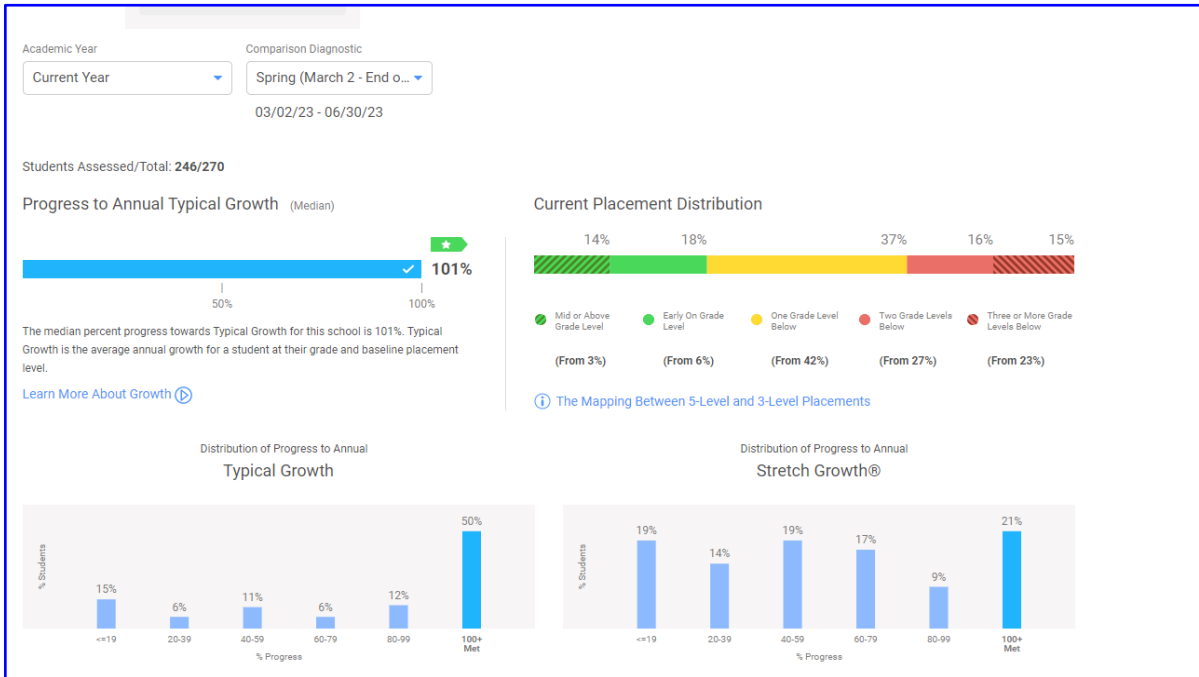 Academic Year
Comparison Diagnostic
Current Year
Spring (March 2 - End o...
03/02/23 - 06/30/23
Students Assessed/Total: 246/270
Progress to Annual Typical Growth (Median)
101%
50%
100%
The median percent progress towards Typical Growth for this school is 101%. Typical
Growth is the average annual growth for a student at their grade and baseline placement
level.
Learn More About Growth
Current Placement Distribution
14% 18% 37% 16% 15%
Mid or Above
Grade Level
(From 3%)
Early On Grade
Level
(From 6%)
One Grade Level
Below
(From 42%)
Two Grade Levels
Below
(From 27%)
Three or More Grade
Levels Below
(From 23%)
The Mapping Between 5-Level and 3-Level Placements
Distribution of Progress to Annual
Typical Growth
% Students
15% 6% 11% 6% 12% 50%
<=19 20-39 40-59 60-79 80-99 100+
Met
% Progress
Distribution of Progress to Annual
Stretch Growth®
% Students
19% 14% 19% 17% 9% 21%
<=19 20-39 40-59 60-79 80-99 100+
Met
% Progress